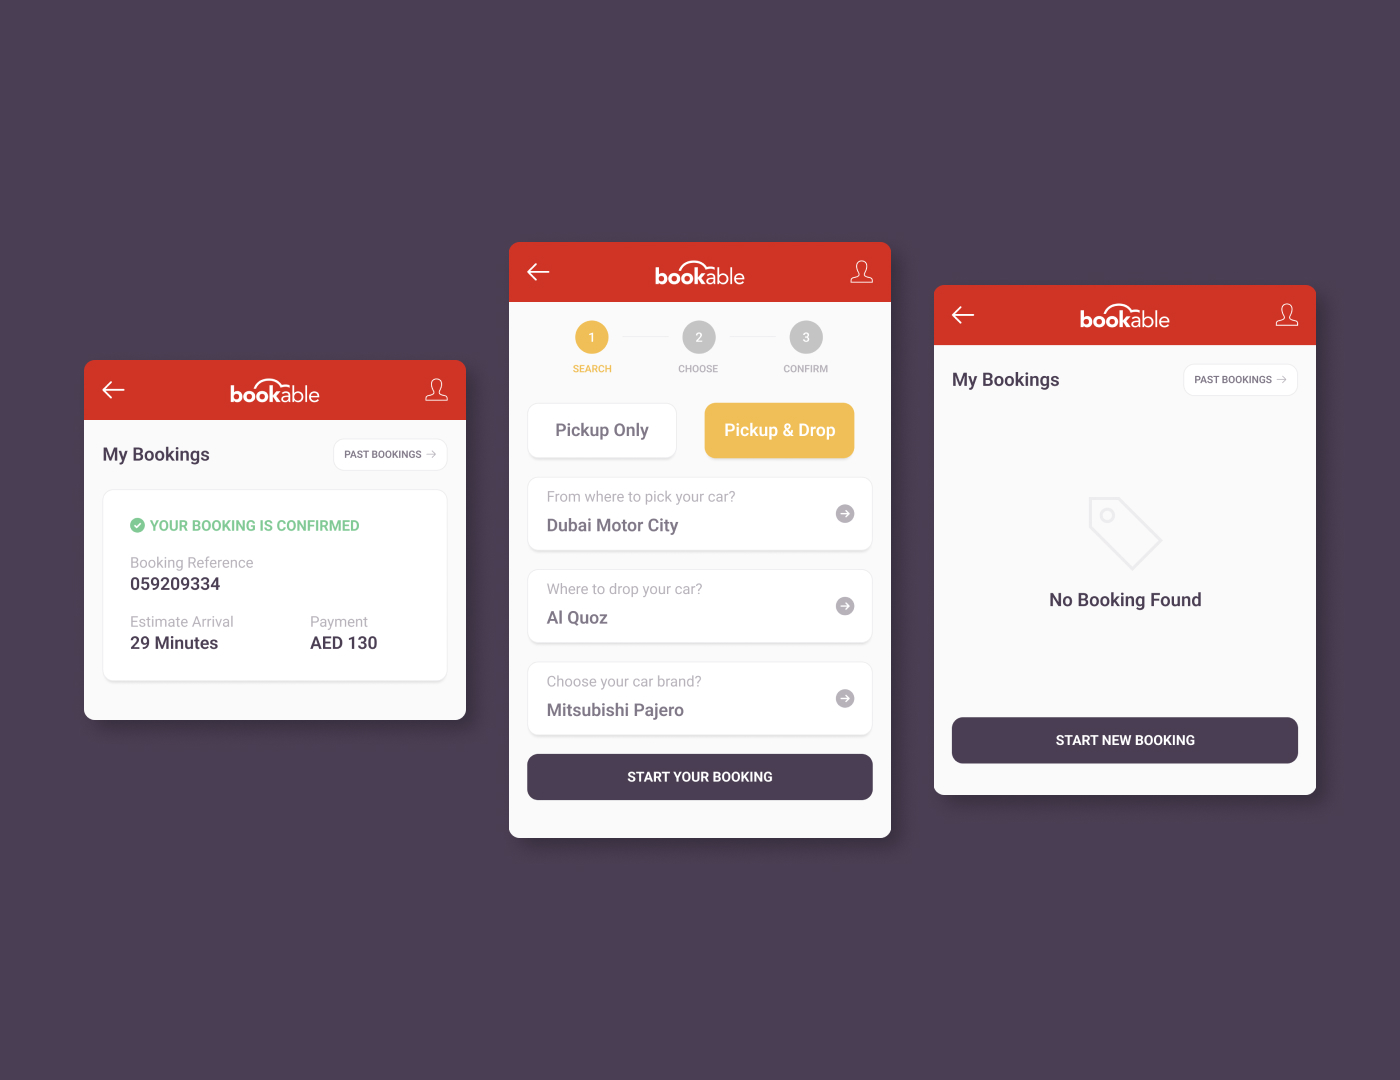 bookable
My Bookings
PAST BOOKINGS
YOUR BOOKING IS CONFIRMED
Booking Reference
059209334
Estimate Arrival
Payment
29 Minutes
AED 130
bookable
1
2
3
SEARCH
CHOOSE
CONFIRM
Pickup Only
Pickup & Drop
From where to pick your car?
Dubai Motor City
Where to drop your car?
Al Quoz
Choose your car brand?
Mitsubishi Pajero
START YOUR BOOKING
bookable
My Bookings
PAST BOOKINGS
No Booking Found
START NEW BOOKING